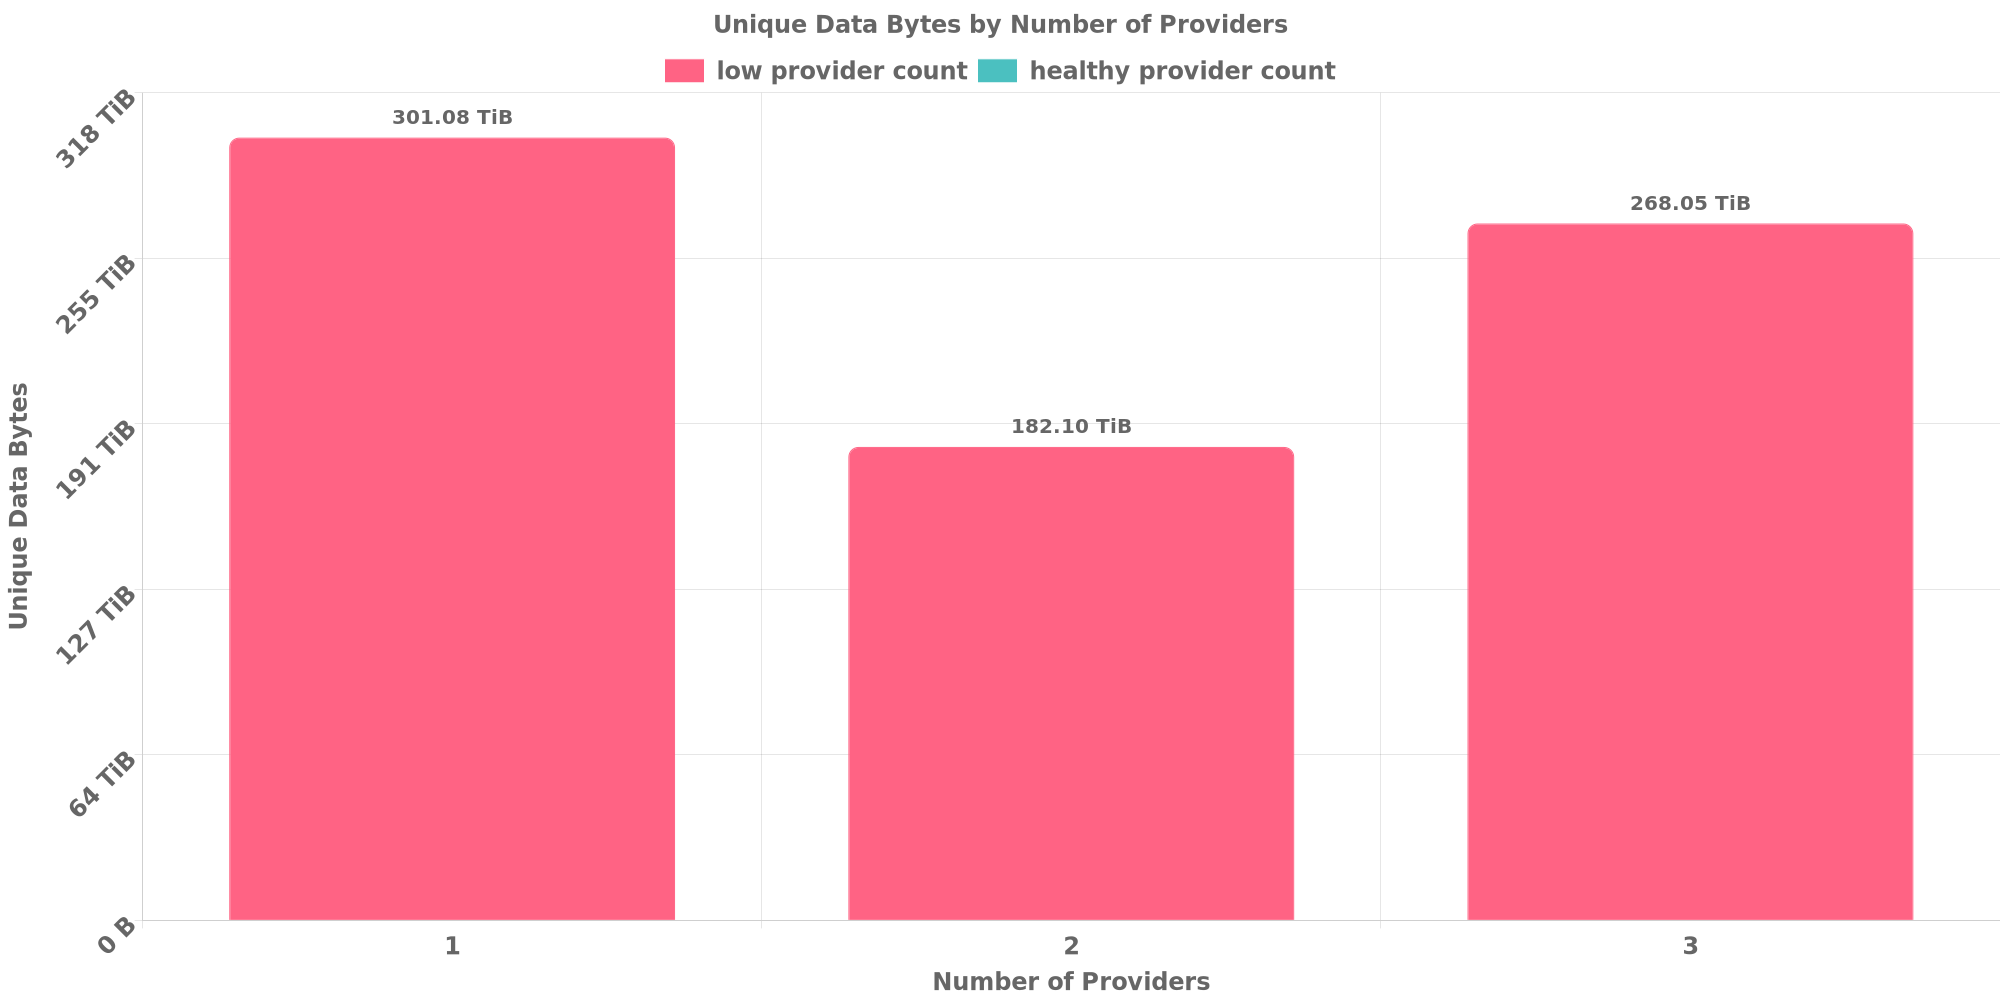 Unique Data Bytes by Number of Providers
low provider count healthy provider count
318 TiB
255 TiB
191 TiB
127 TiB
64 TiB
0 B
Unique Data Bytes
301.08 TiB
182.10 TiB
268.05 TiB
1 2 3
Number of Providers